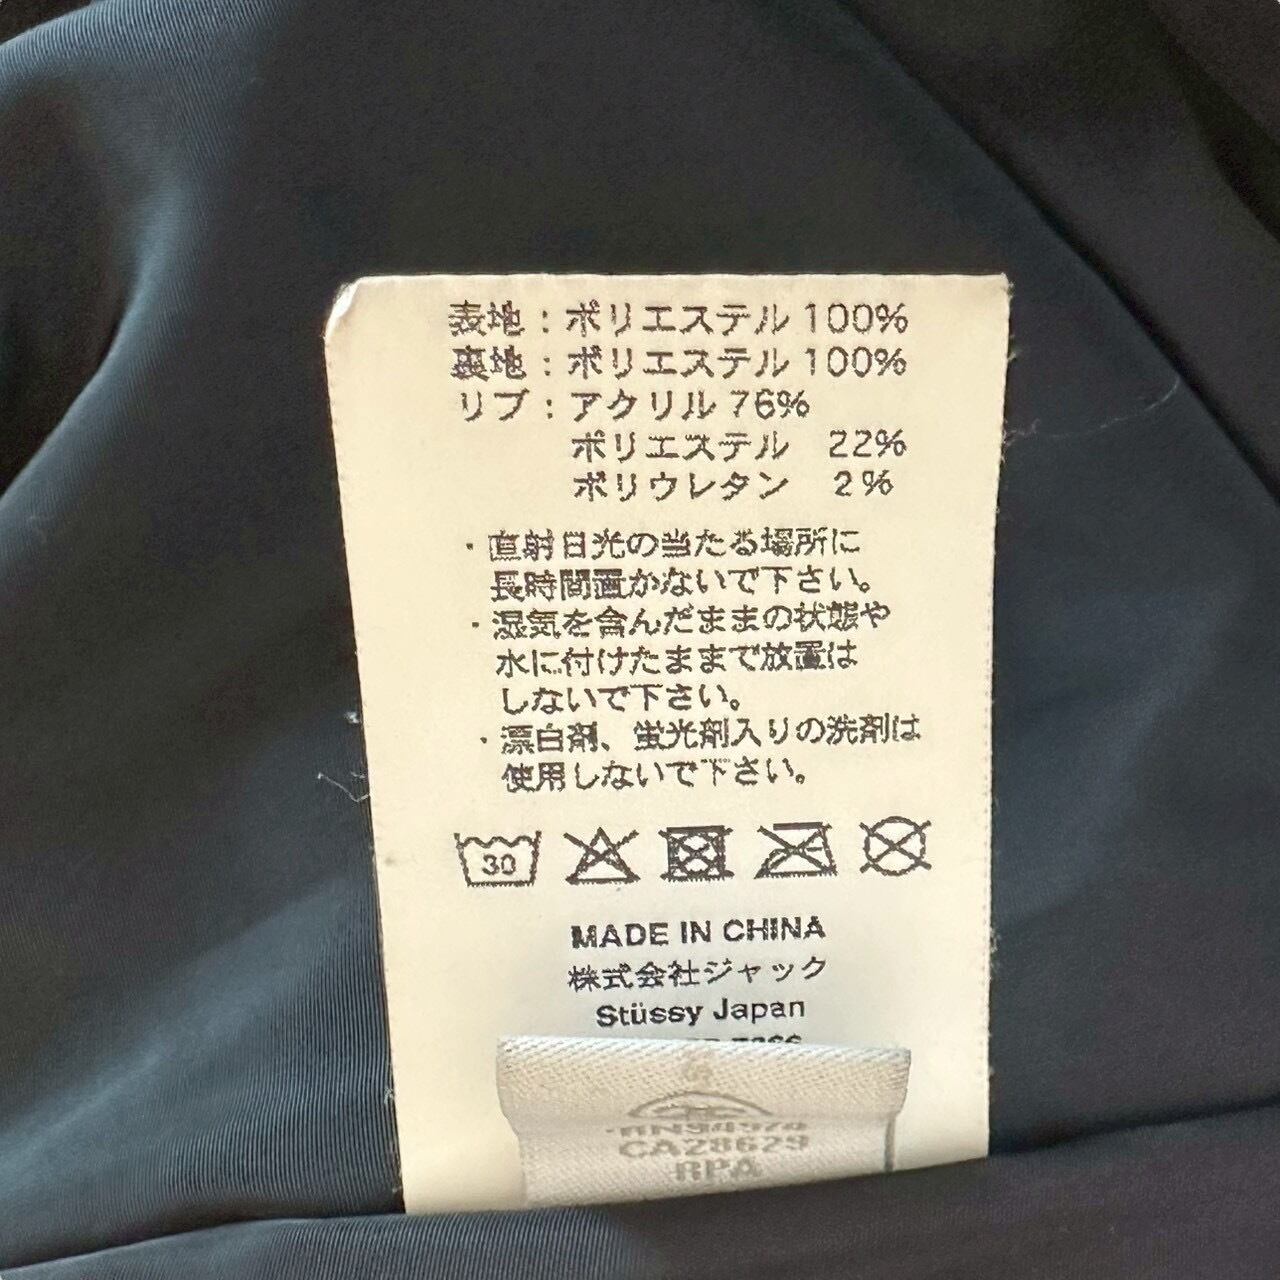 表地:ポリエステル 100%
裏地:ポリエステル 100%
リブ:アクリル 76%
ポリエステル 22%
ポリウレタン 2%
・直射日光の当たる場所に
長時間置かないで下さい。
・湿気を含んだままの状態や
水に付けたままで放置は
しないで下さい。
・漂白剤、蛍光剤入りの洗剤は
使用しないで下さい。
30
MADE IN CHINA
株式会社ジャック
Stüssy Japan
CA28629
RPA